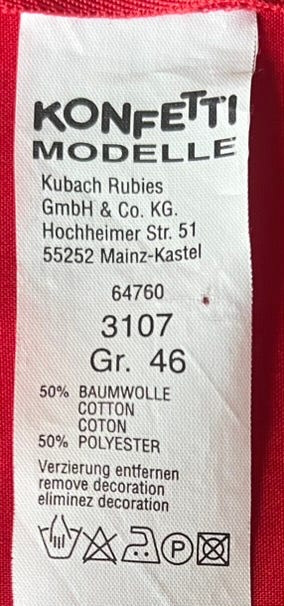 KONFETTI
MODELLE
Kubach Rubies
GmbH & Co. KG.
Hochheimer Str. 51
55252 Mainz-Kastel
64760
3107
Gr. 46
50% BAUMWOLLE
COTTON
COTON
50% POLYESTER
Verzierung entfernen
remove decoration
eliminez decoration
P